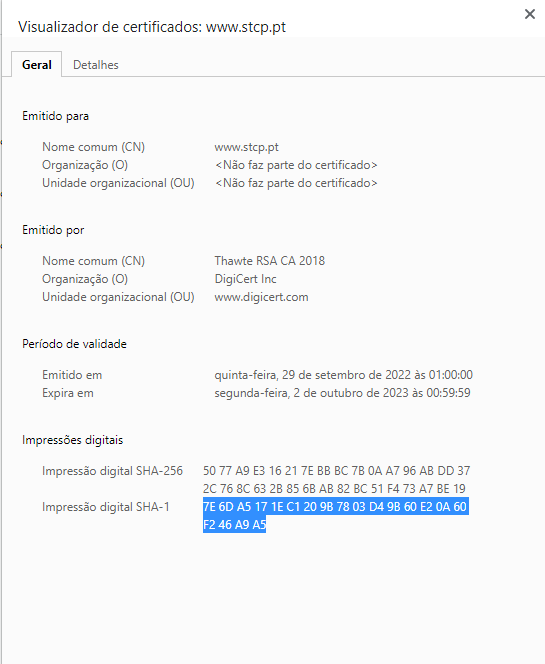 Visualizador de certificados: www.stcp.pt
Geral Detalhes
Emitido para
Nome comum (CN) www.stcp.pt
Organização (O) <Não faz parte do certificado>
Unidade organizacional (OU) <Não faz parte do certificado>
Emitido por
Nome comum (CN) Thawte RSA CA 2018
Organização (O) DigiCert Inc
Unidade organizacional (OU) www.digicert.com
Período de validade
Emitido em quinta-feira, 29 de setembro de 2022 às 01:00:00
Expira em segunda-feira, 2 de outubro de 2023 às 00:59:59
Impressões digitais
Impressão digital SHA-256 50 77 A9 E3 16 21 7E BB BC 7B 0A A7 96 AB DD 37
2C 76 8C 63 2B 85 6B AB 82 BC 51 F4 73 A7 BE 19
Impressão digital SHA-1 7E 6D A5 17 1E C1 20 9B 78 03 D4 9B 60 E2 0A 60
F2 46 A9 A5